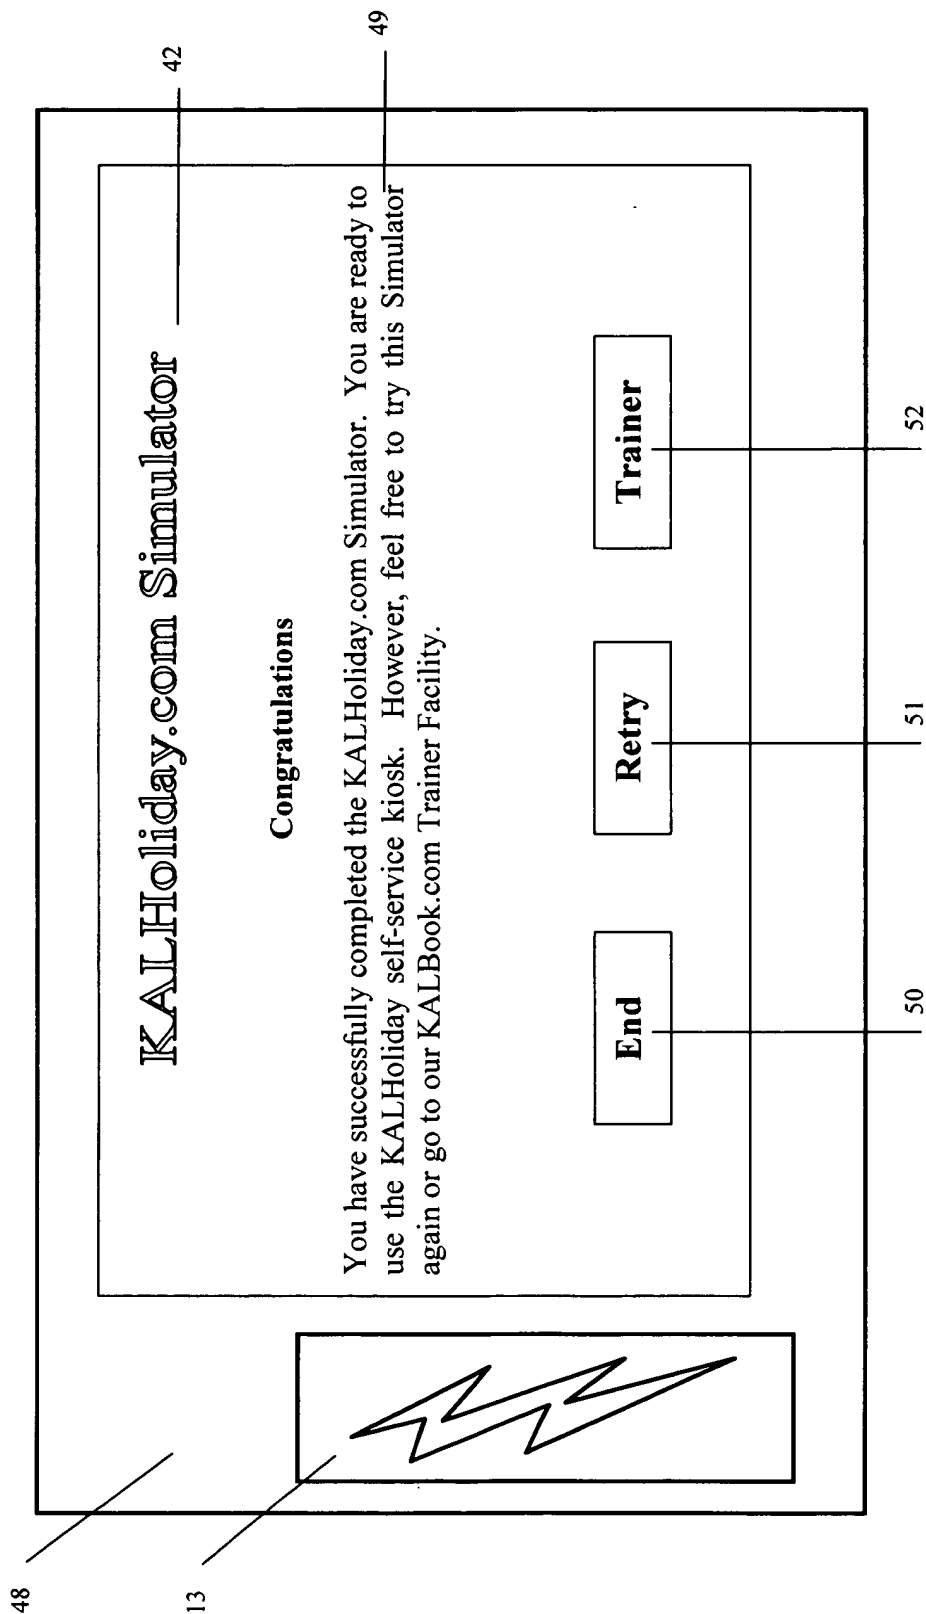 KALHoliday.com Simulator
42
Congratulations
You have successfully completed the KALHoliday.com Simulator. You are ready to
use the KALHoliday self-service kiosk. However, feel free to try this Simulator
again or go to our KALBook.com Trainer Facility.
49
End
Retry
Trainer
48
13
50
51
52